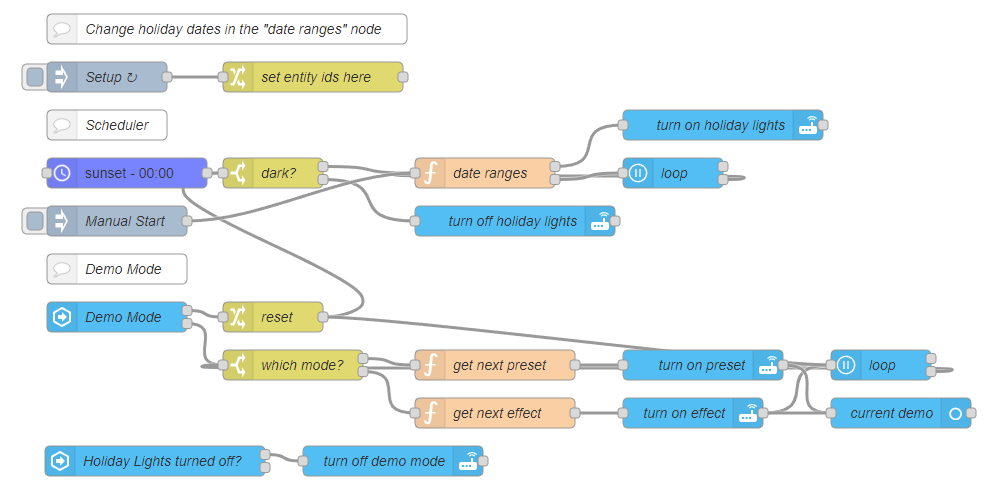 Change holiday dates in the "date ranges" node
Setup ↻
set entity ids here
Scheduler
turn on holiday lights
sunset - 00:00
dark?
date ranges
loop
Manual Start
turn off holiday lights
Demo Mode
Demo Mode
reset
which mode?
get next preset
turn on preset
loop
get next effect
turn on effect
current demo
Holiday Lights turned off?
turn off demo mode